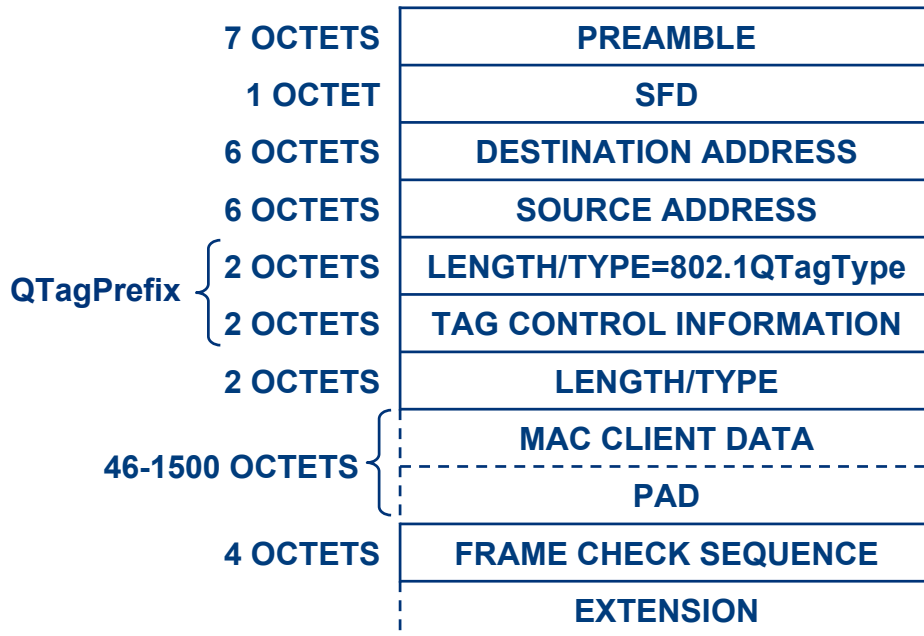 7 OCTETS PREAMBLE
1 OCTET SFD
6 OCTETS DESTINATION ADDRESS
6 OCTETS SOURCE ADDRESS
QTagPrefix
2 OCTETS LENGTH/TYPE=802.1QTagType
2 OCTETS TAG CONTROL INFORMATION
2 OCTETS LENGTH/TYPE
46-1500 OCTETS
MAC CLIENT DATA
PAD
4 OCTETS FRAME CHECK SEQUENCE
EXTENSION